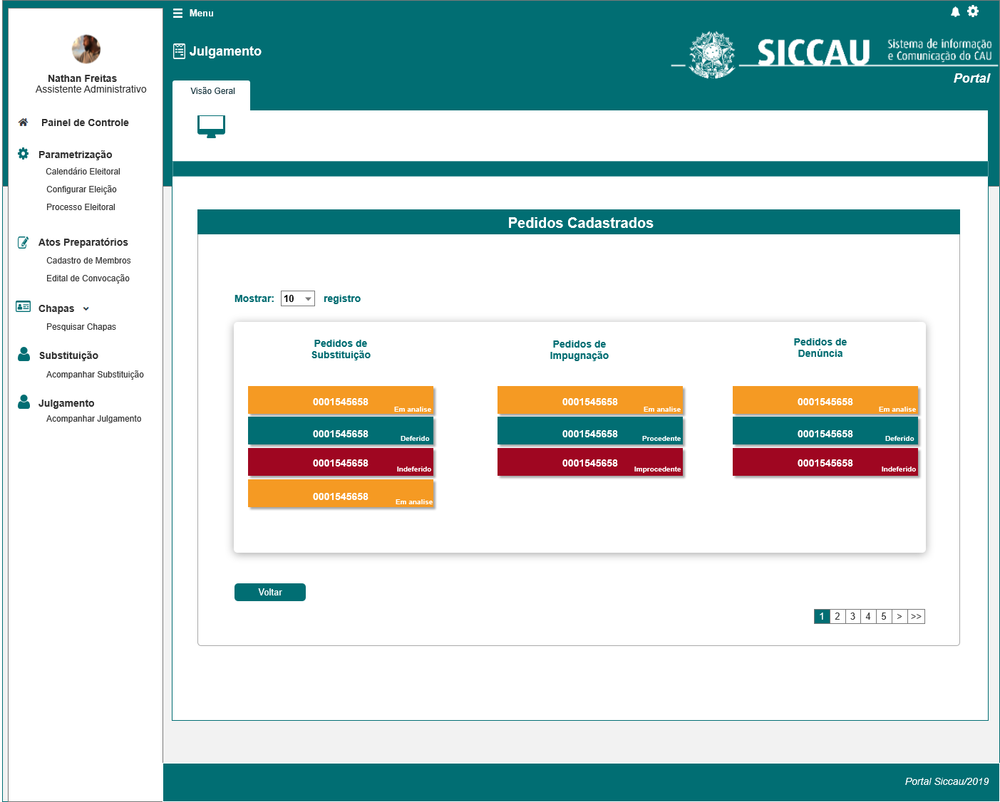 Menu
Julgamento
SICCAU
Sistema de informação
e Comunicação do CAU
Portal
Nathan Freitas
Assistente Administrativo
Painel de Controle
Parametrização
Calendário Eleitoral
Configurar Eleição
Processo Eleitoral
Atos Preparatórios
Cadastro de Membros
Edital de Convocação
Chapas
Pesquisar Chapas
Substituição
Acompanhar Substituição
Julgamento
Acompanhar Julgamento
Visão Geral
Pedidos Cadastrados
Mostrar: 10 registro
Pedidos de
Substituição
0001545658
Em analise
0001545658
Deferido
0001545658
Indeferido
0001545658
Em analise
Pedidos de
Impugnação
0001545658
Em analise
0001545658
Procedente
0001545658
Improcedente
Pedidos de
Denúncia
0001545658
Em analise
0001545658
Deferido
0001545658
Indeferido
Voltar
1 2 3 4 5 > >>
Portal Siccau/2019